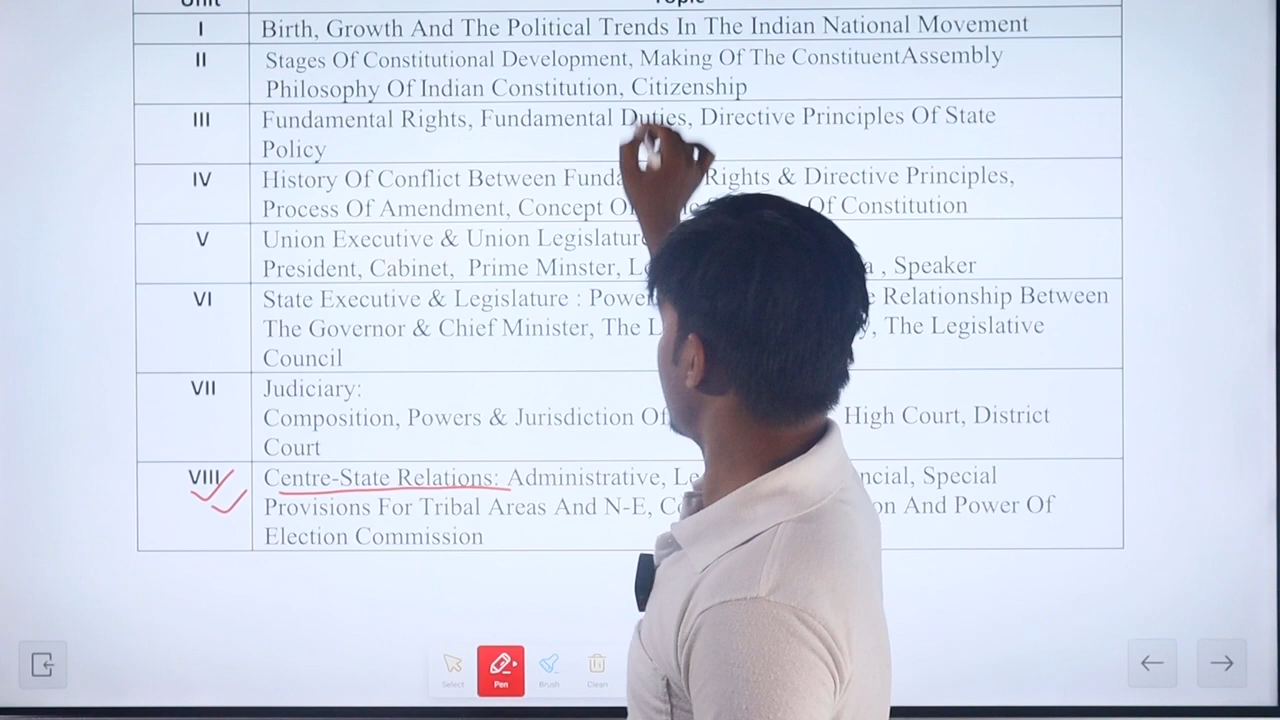 Unit Topic
I Birth, Growth And The Political Trends In The Indian National Movement
II Stages Of Constitutional Development, Making Of The ConstituentAssembly
Philosophy Of Indian Constitution, Citizenship
III Fundamental Rights, Fundamental Duties, Directive Principles Of State
Policy
IV History Of Conflict Between Rights & Directive Principles,
Process Of Amendment, Concept Of Constitution
V Union Executive & Union Legislature
President, Cabinet, Prime Minster, , Speaker
VI State Executive & Legislature : Relationship Between
The Governor & Chief Minister, The , The Legislative
Council
VII Judiciary:
Composition, Powers & Jurisdiction Of High Court, District
Court
VIII Centre-State Relations: Administrative, Special
Provisions For Tribal Areas And N-E, And Power Of
Election Commission
Select Pen Brush Clean